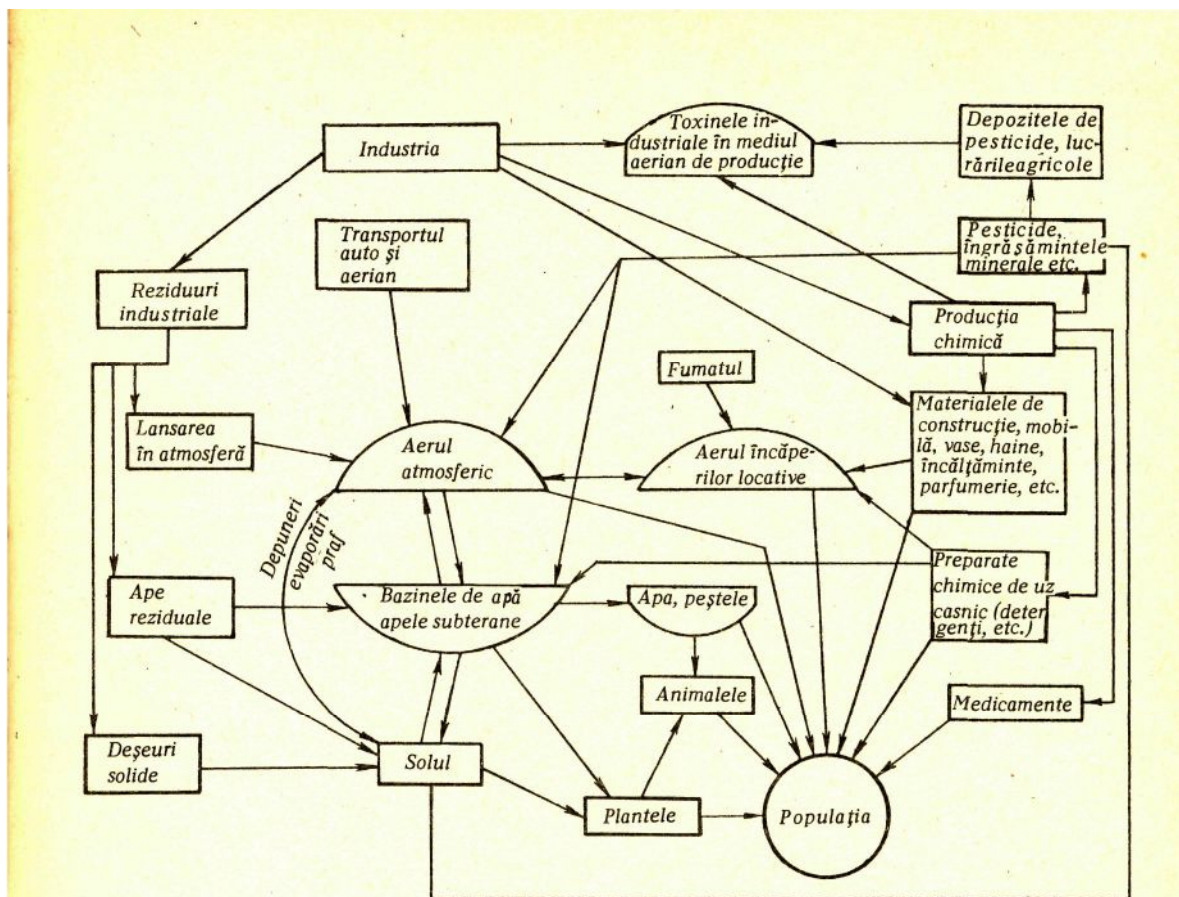 Industria
Toxinele in-
dustriale în mediul
aerian de producție
Depozitele de
pesticide, luc-
rărileagricole
Transportul
auto și
aerian
Pesticide,
îngrășămintele
minerale etc.
Reziduuri
industriale
Producția
chimică
Fumatul
Lansarea
în atmosferă
Aerul
atmosferic
Aerul încăpe-
rilor locative
Materialele de
construcție, mobi-
lă, vase, haine,
încălțăminte,
parfumerie, etc.
Depuneri
evaporări
praf
Ape
reziduale
Bazinele de apă
apele subterane
Apa, peștele
Preparate
chimice de uz
casnic (deter
genți, etc.)
Animalele
Medicamente
Deșeuri
solide
Solul
Plantele
Populația